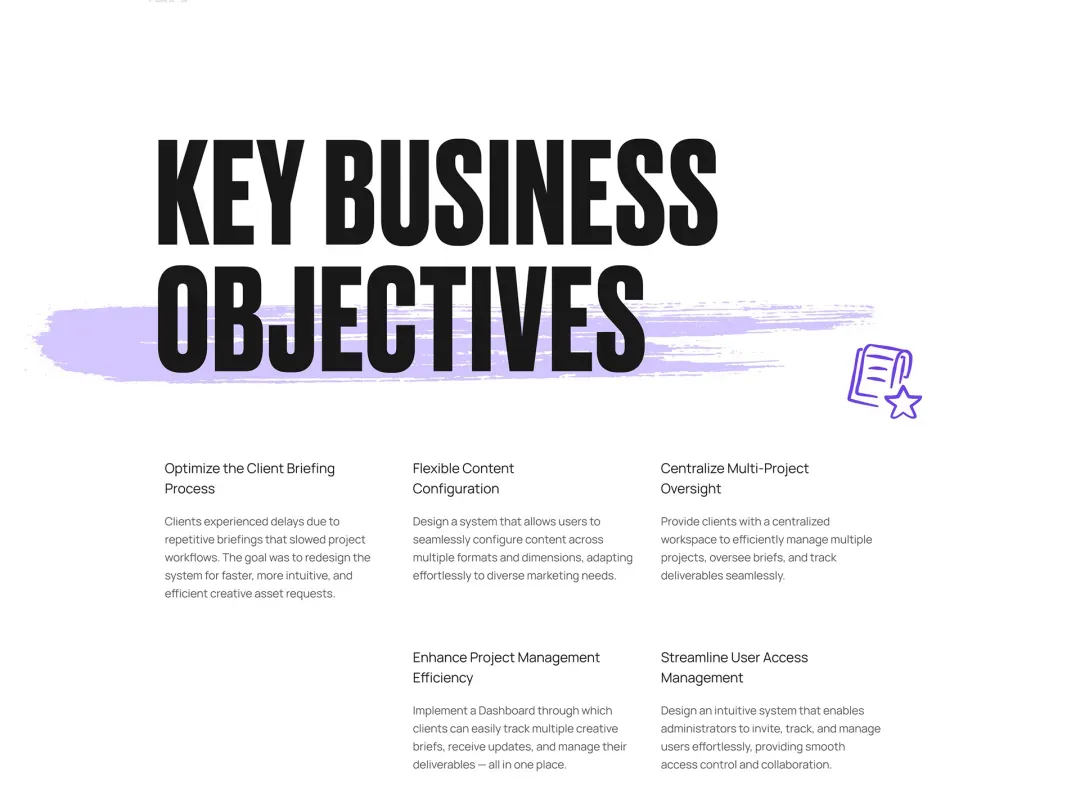 KEY BUSINESS
OBJECTIVES
Optimize the Client Briefing
Process
Clients experienced delays due to
repetitive briefings that slowed project
workflows. The goal was to redesign the
system for faster, more intuitive, and
efficient creative asset requests.
Flexible Content
Configuration
Design a system that allows users to
seamlessly configure content across
multiple formats and dimensions, adapting
effortlessly to diverse marketing needs.
Centralize Multi-Project
Oversight
Provide clients with a centralized
workspace to efficiently manage multiple
projects, oversee briefs, and track
deliverables seamlessly.
Enhance Project Management
Efficiency
Implement a Dashboard through which
clients can easily track multiple creative
briefs, receive updates, and manage their
deliverables — all in one place.
Streamline User Access
Management
Design an intuitive system that enables
administrators to invite, track, and manage
users effortlessly, providing smooth
access control and collaboration.